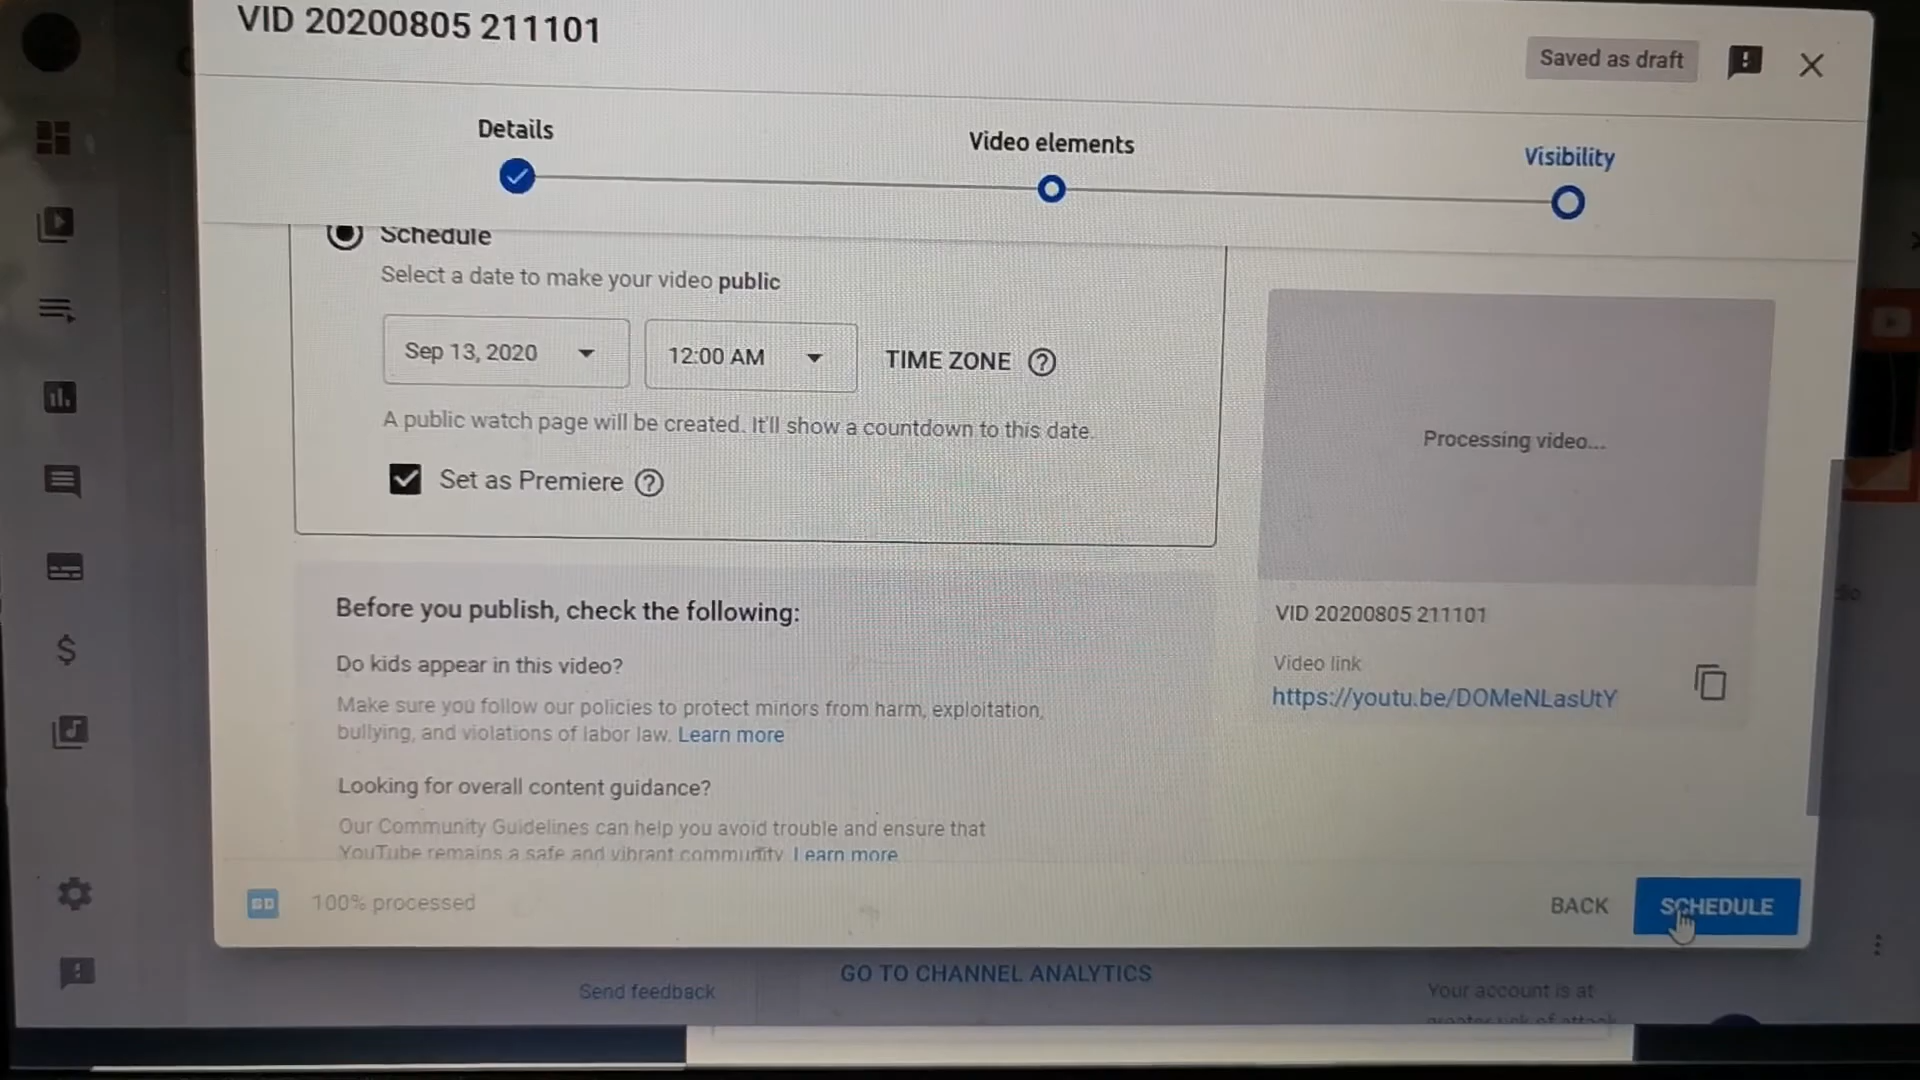 VID 20200805 211101
Saved as draft
Details
Video elements
Visibility
Schedule
Select a date to make your video public
Sep 13, 2020
12:00 AM
TIME ZONE
A public watch page will be created. It'll show a countdown to this date.
Set as Premiere
Processing video...
Before you publish, check the following:
Do kids appear in this video?
Make sure you follow our policies to protect minors from harm, exploitation,
bullying, and violations of labor law. Learn more
Looking for overall content guidance?
Our Community Guidelines can help you avoid trouble and ensure that
YouTube remains a safe and vibrant community. Learn more
VID 20200805 211101
Video link
https://youtu.be/DOMeNLasUtY
SD
100% processed
BACK
SCHEDULE
Send feedback
GO TO CHANNEL ANALYTICS
Your account is at